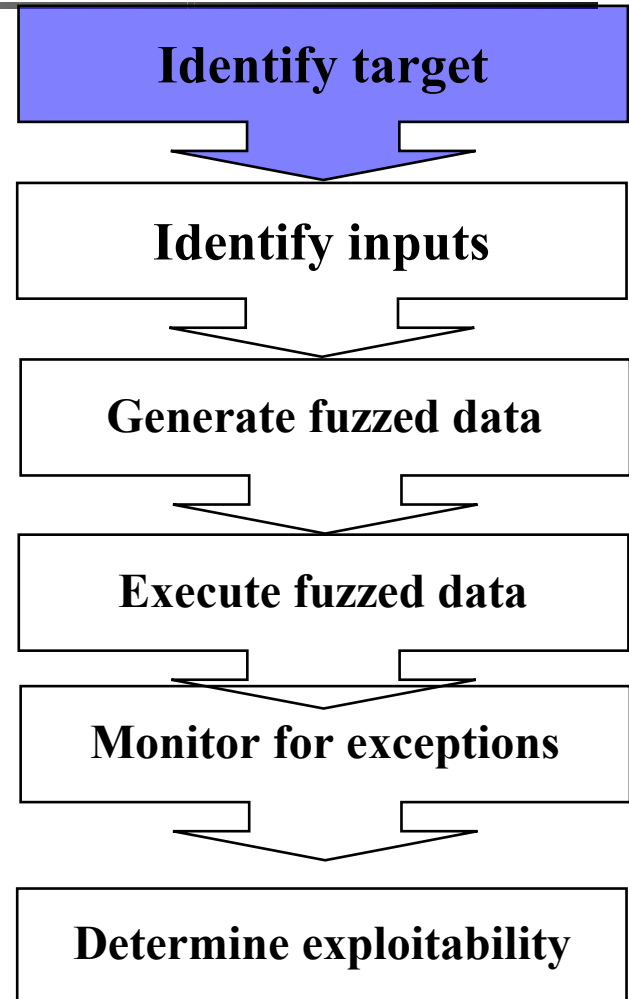 Identify target
Identify inputs
Generate fuzzed data
Execute fuzzed data
Monitor for exceptions
Determine exploitability